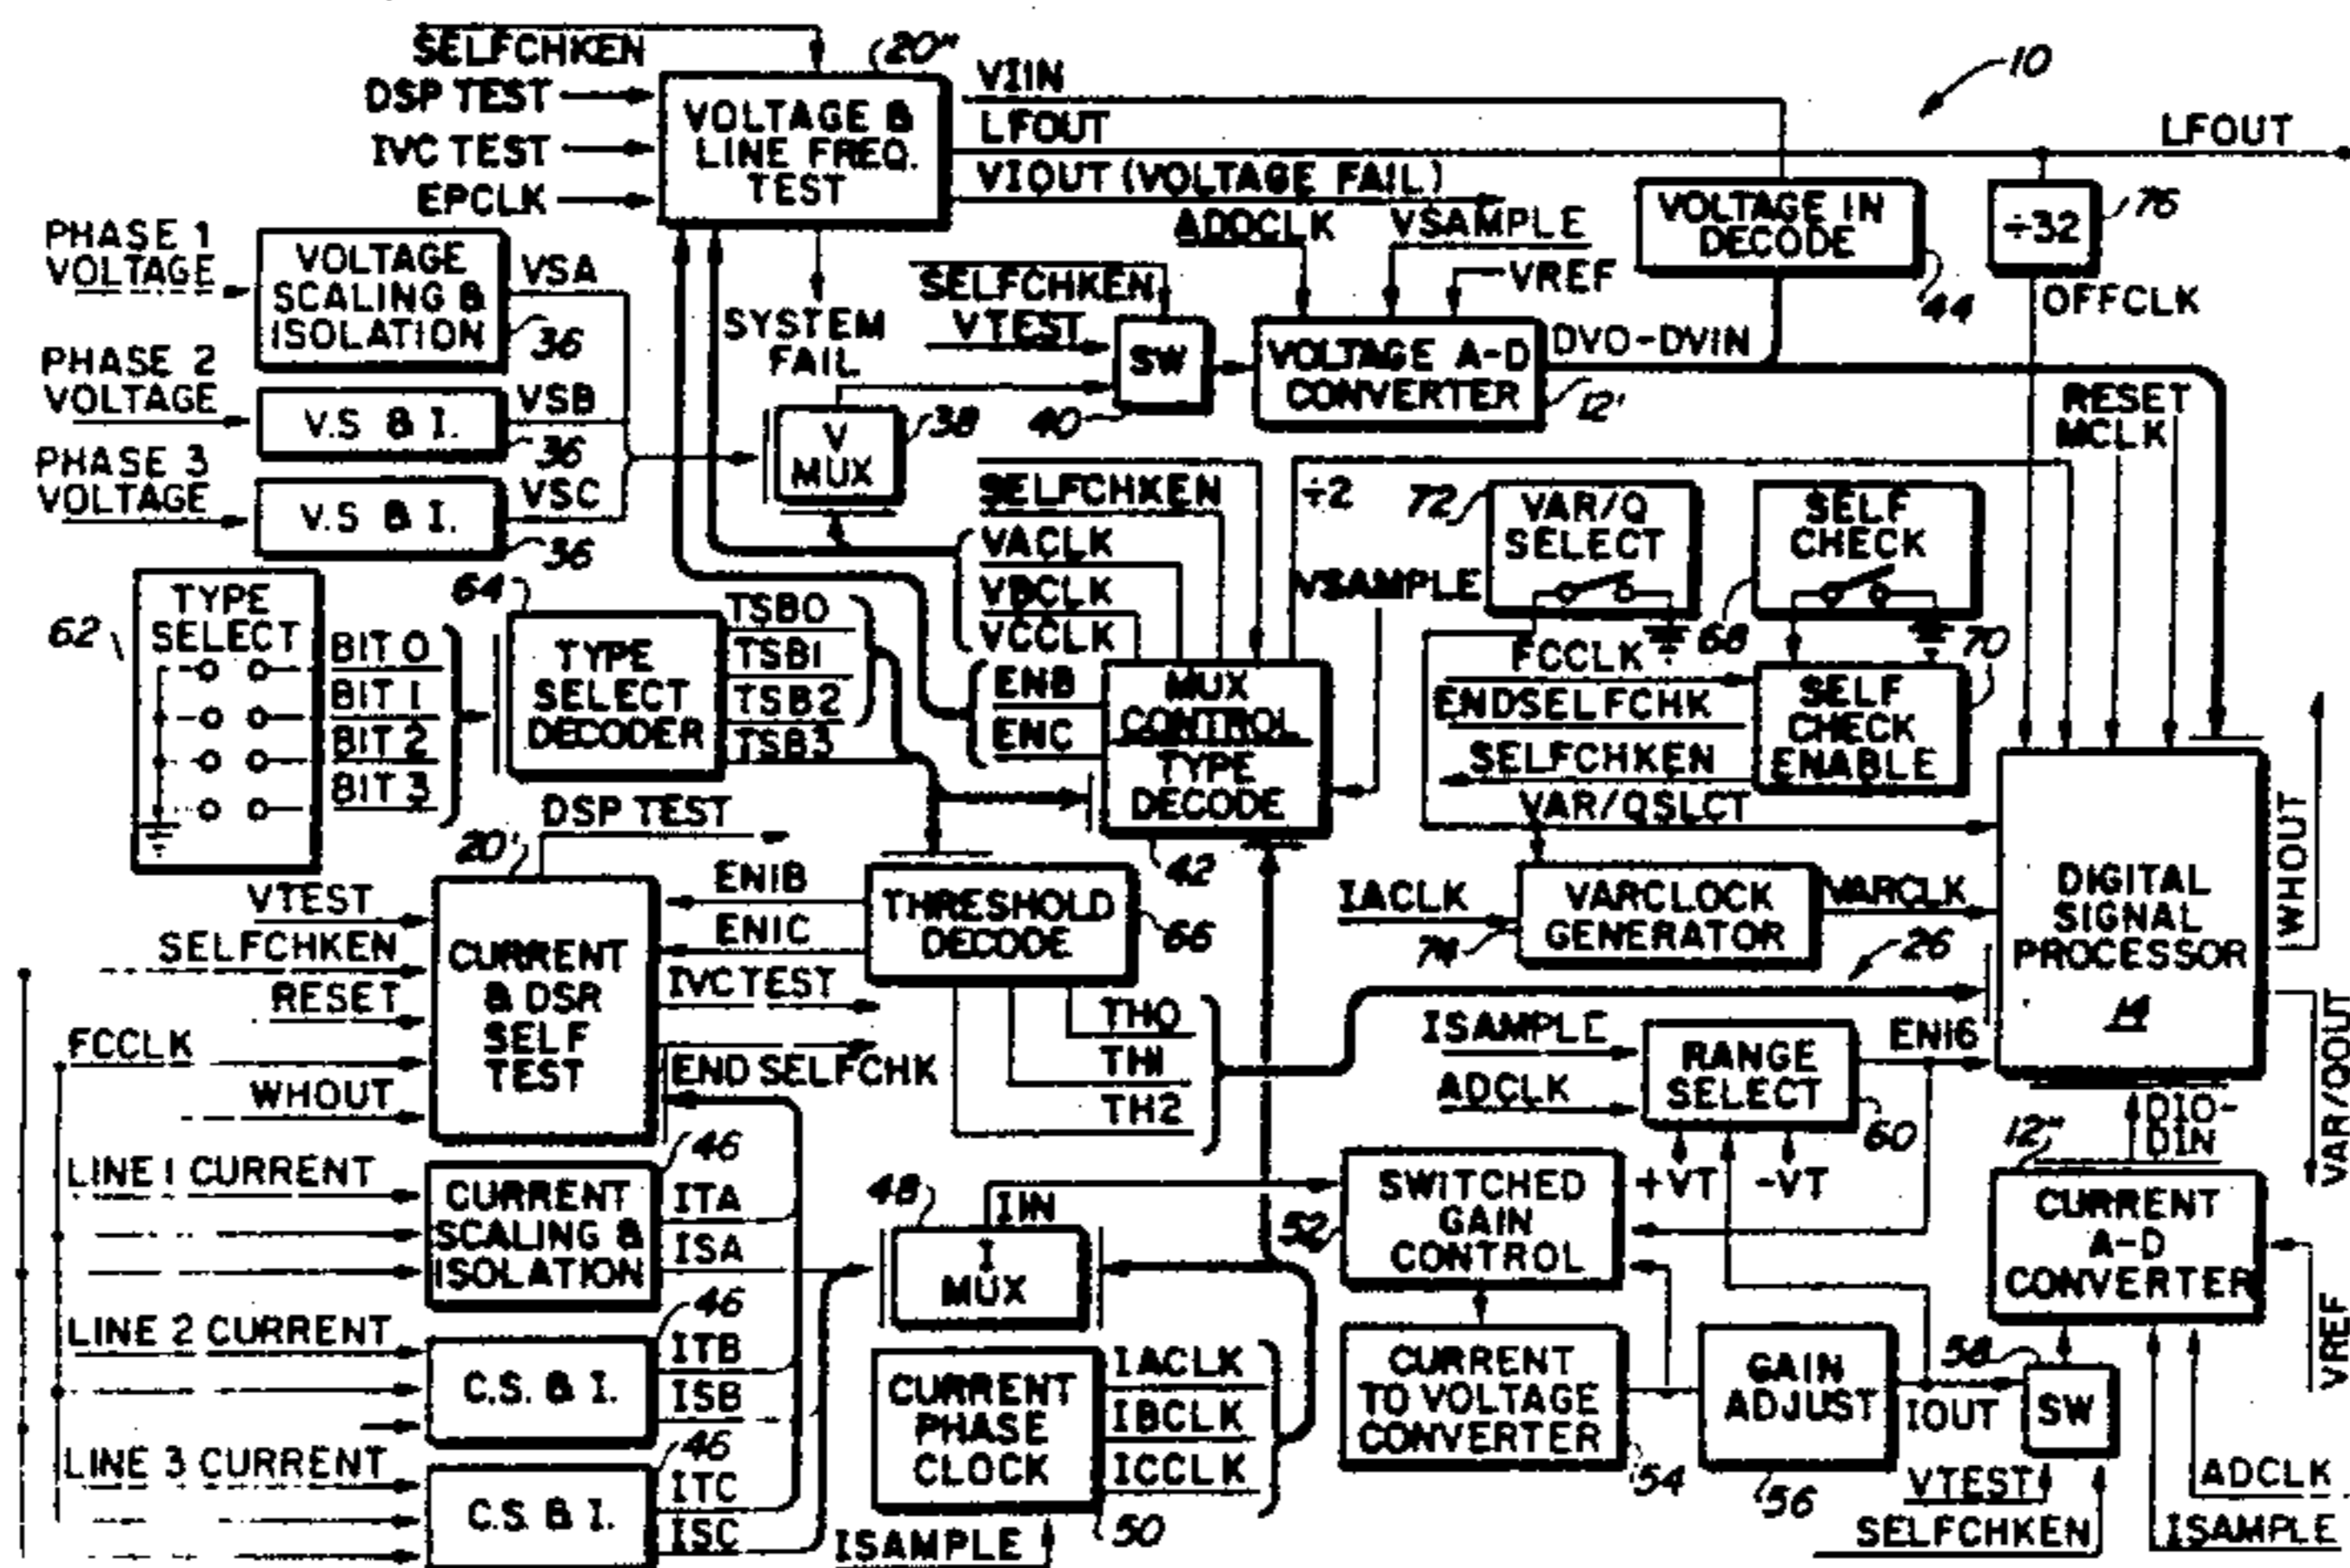 SELFCHKEN
DSP TEST
IVC TEST
EPCLK
VOLTAGE &
LINE FREQ.
TEST
20"
VIIN
LFOUT
VIOUT (VOLTAGE FAIL)
10
LFOUT
VOLTAGE IN
DECODE
44
÷32
76
OFFCLK
PHASE 1
VOLTAGE
VOLTAGE
SCALING &
ISOLATION
36
VSA
PHASE 2
VOLTAGE
V.S & I.
36
VSB
PHASE 3
VOLTAGE
V.S & I.
36
VSC
SYSTEM
FAIL
V
MUX
38
SELFCHKEN
VTEST
SW
40
ADCLK
VSAMPLE
VREF
VOLTAGE A-D
CONVERTER
12'
DVO-DVIN
RESET
MCLK
SELFCHKEN
VACLK
VBCLK
VCCLK
ENB
ENC
÷2
VSAMPLE
MUX
CONTROL
TYPE
DECODE
42
72
VAR/Q
SELECT
SELF
CHECK
68
FCCLK
ENDSELFCHK
SELFCHKEN
VAR/QSLCT
SELF
CHECK
ENABLE
70
62
TYPE
SELECT
BIT 0
BIT 1
BIT 2
BIT 3
64
TYPE
SELECT
DECODER
TSB0
TSB1
TSB2
TSB3
DSP TEST
20'
VTEST
SELFCHKEN
RESET
FCCLK
WHOUT
CURRENT
& DSR
SELF
TEST
ENIB
ENIC
IVCTEST
END SELFCHK
THRESHOLD
DECODE
66
TH0
TH1
TH2
IACLK
VARCLOCK
GENERATOR
74
VARCLK
26
DIGITAL
SIGNAL
PROCESSOR
14
WHOUT
VAR/QOUT
ISAMPLE
ADCLK
RANGE
SELECT
60
ENI6
+VT
-VT
LINE 1 CURRENT
CURRENT
SCALING &
ISOLATION
46
ITA
ISA
LINE 2 CURRENT
C.S. & I.
46
ITB
ISB
LINE 3 CURRENT
C.S. & I.
46
ITC
ISC
48
IIN
I
MUX
CURRENT
PHASE
CLOCK
50
ISAMPLE
IACLK
IBCLK
ICCLK
52
SWITCHED
GAIN
CONTROL
CURRENT
TO VOLTAGE
CONVERTER
54
GAIN
ADJUST
56
IOUT
58
SW
VTEST
SELFCHKEN
12"
DIO-
DIN
CURRENT
A-D
CONVERTER
VREF
ADCLK
ISAMPLE